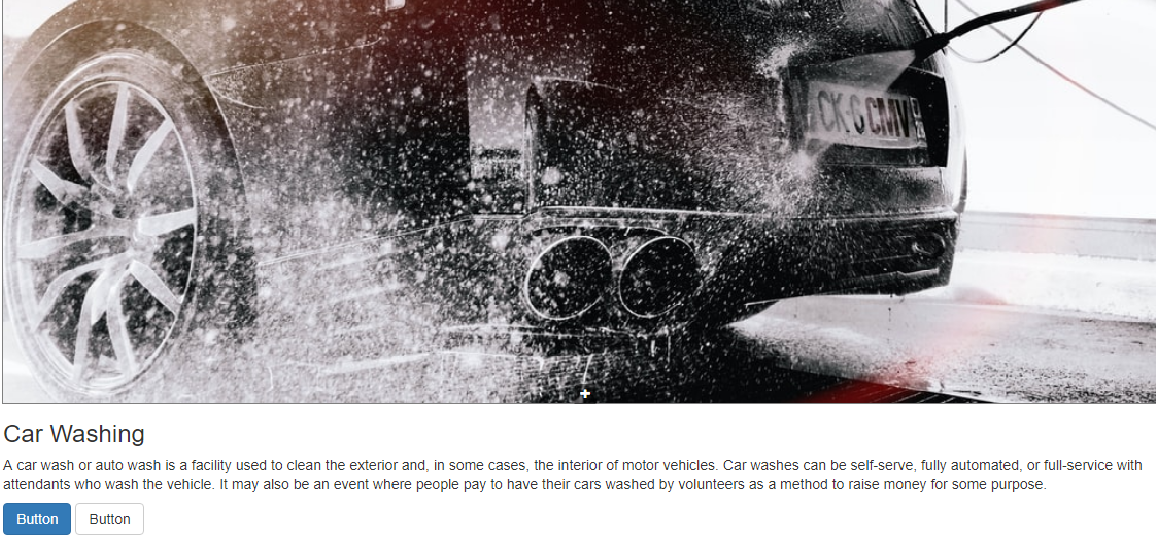 CK·G CMV
Car Washing
A car wash or auto wash is a facility used to clean the exterior and, in some cases, the interior of motor vehicles. Car washes can be self-serve, fully automated, or full-service with
attendants who wash the vehicle. It may also be an event where people pay to have their cars washed by volunteers as a method to raise money for some purpose.
Button Button